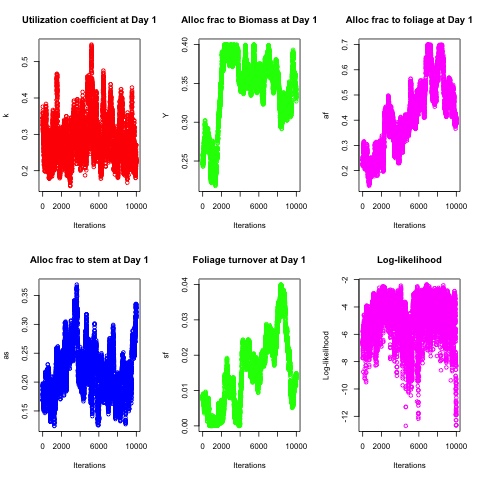 Utilization coefficient at Day 1
Alloc frac to Biomass at Day 1
Alloc frac to foliage at Day 1
k
0.2 0.3 0.4 0.5
0 2000 6000 10000
Iterations
Y
0.25 0.30 0.35 0.40
0 2000 6000 10000
Iterations
af
0.2 0.3 0.4 0.5 0.6 0.7
0 2000 6000 10000
Iterations
Alloc frac to stem at Day 1
Foliage turnover at Day 1
Log-likelihood
as
0.15 0.20 0.25 0.30 0.35
0 2000 6000 10000
Iterations
sf
0.00 0.01 0.02 0.03 0.04
0 2000 6000 10000
Iterations
Log-likelihood
-12 -10 -8 -6 -4 -2
0 2000 6000 10000
Iterations